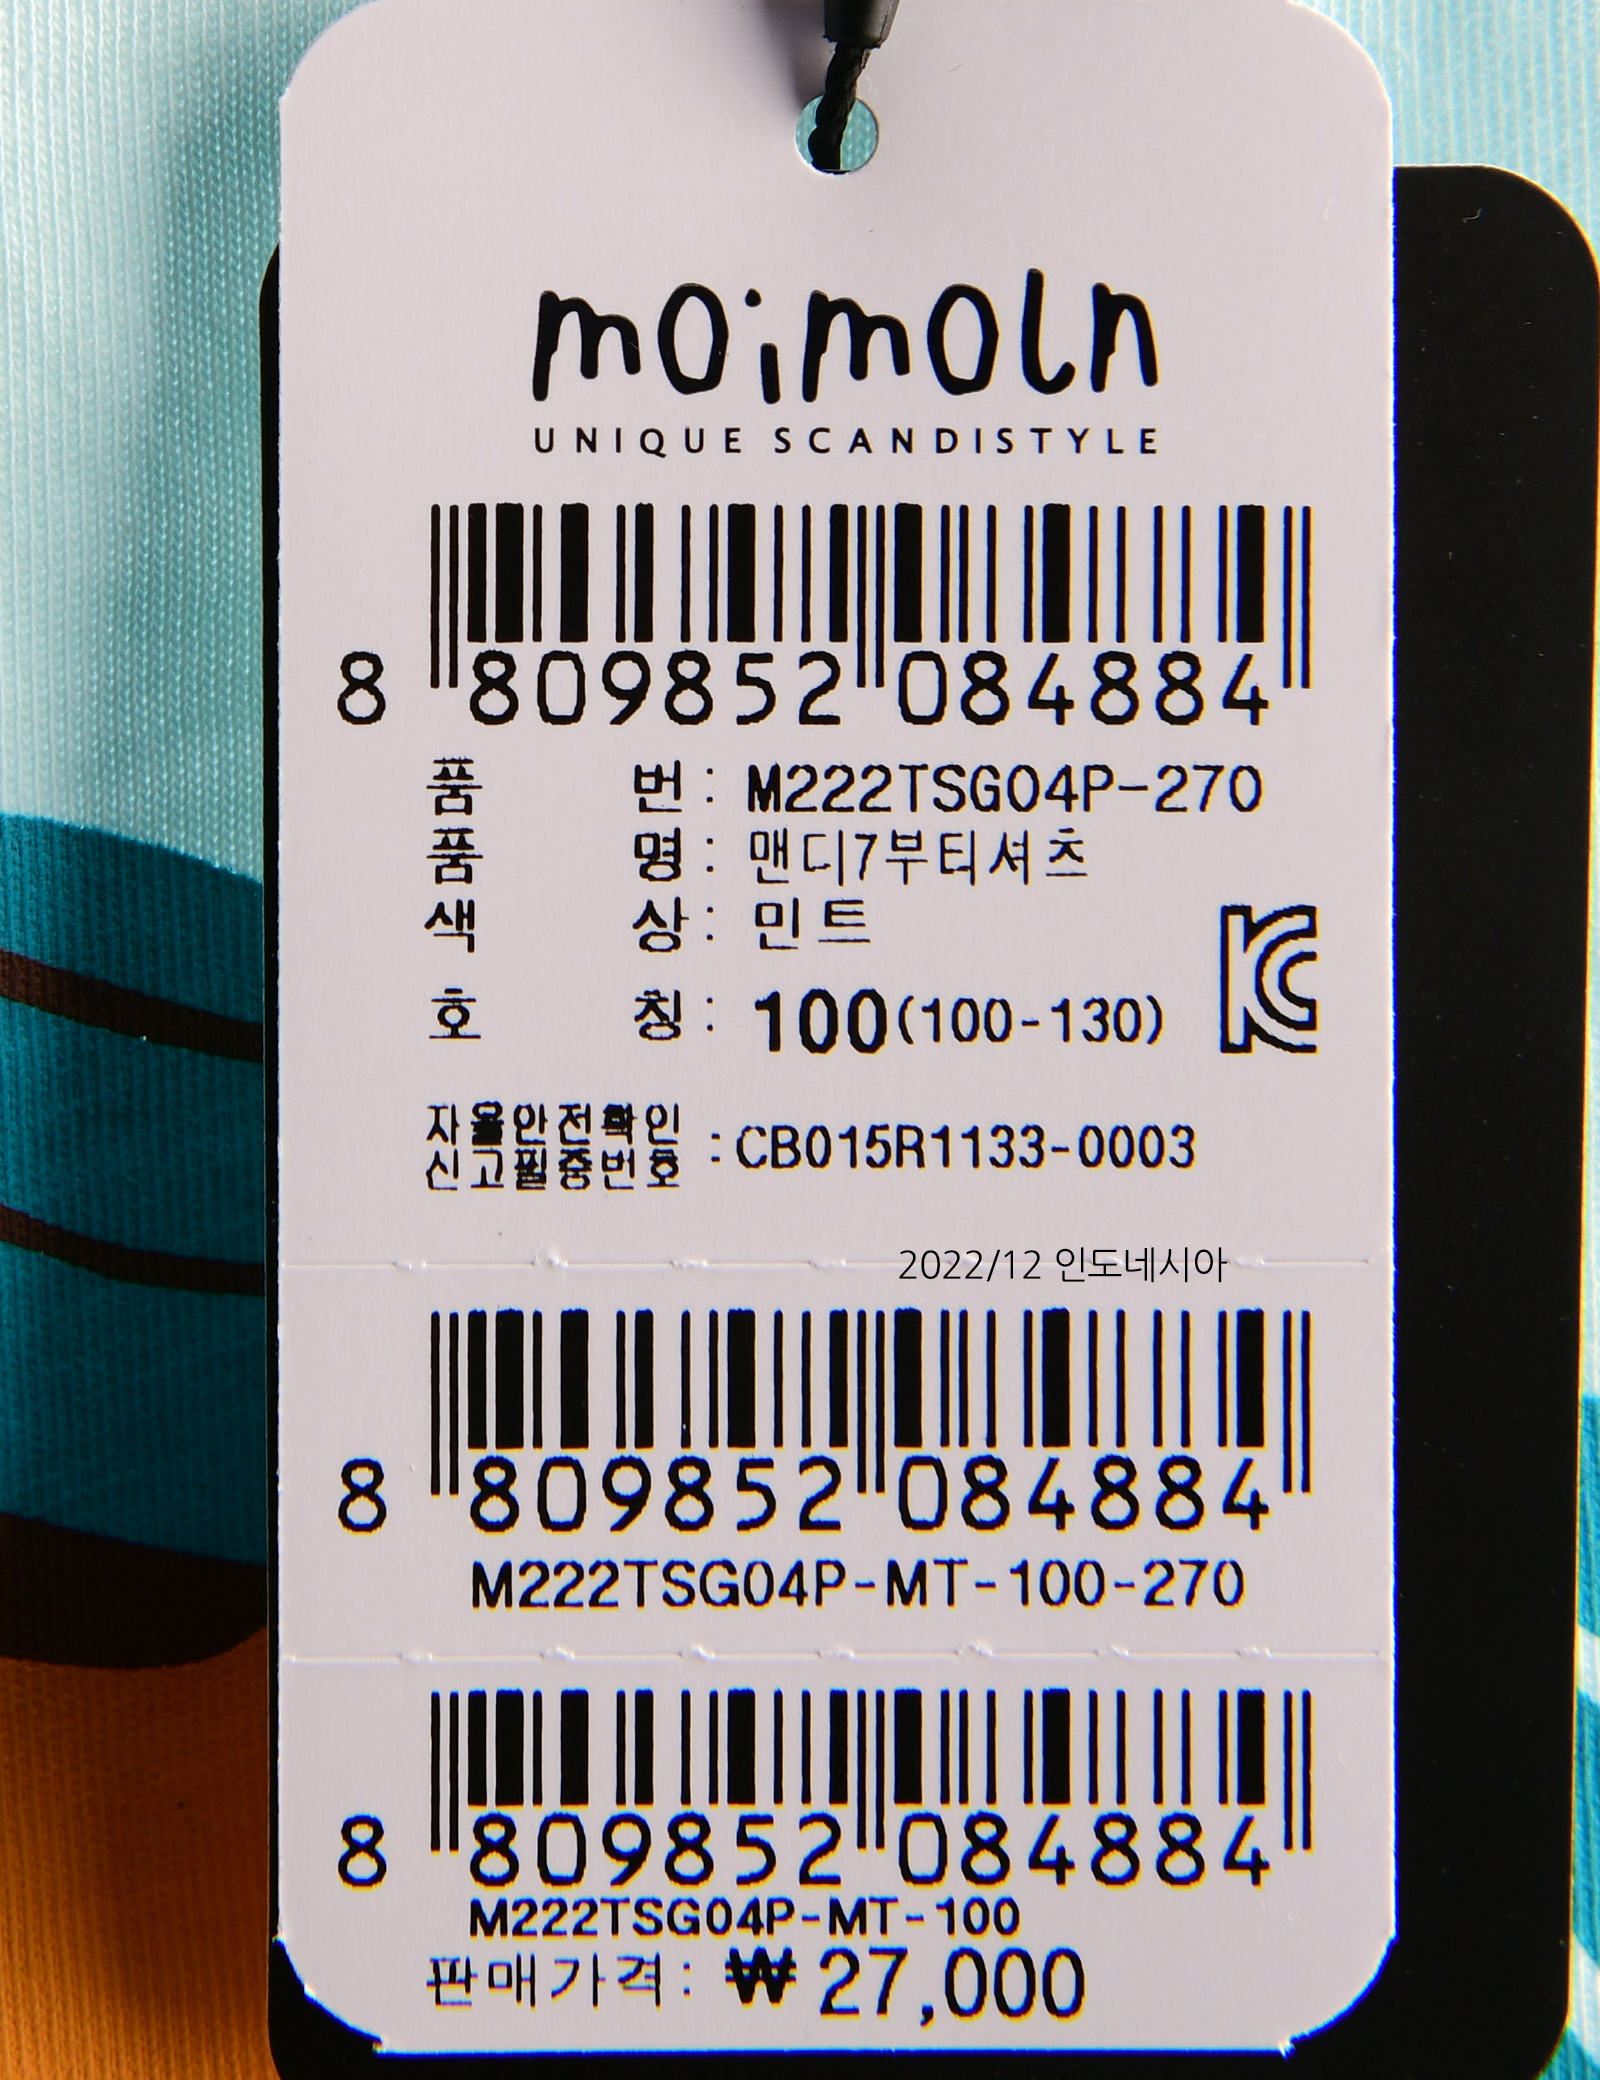 moimoln
UNIQUE SCANDISTYLE
8 809852 084884
품 번 : M222TSG04P-270
품 명 : 맨디7부티셔츠
색 상 : 민트
호 칭 : 100(100-130)
자율안전확인
신고필증번호 : CB015R1133-0003
2022/12 인도네시아
8 809852 084884
M222TSG04P-MT-100-270
8 809852 084884
M222TSG04P-MT-100
판매가격: ₩ 27,000